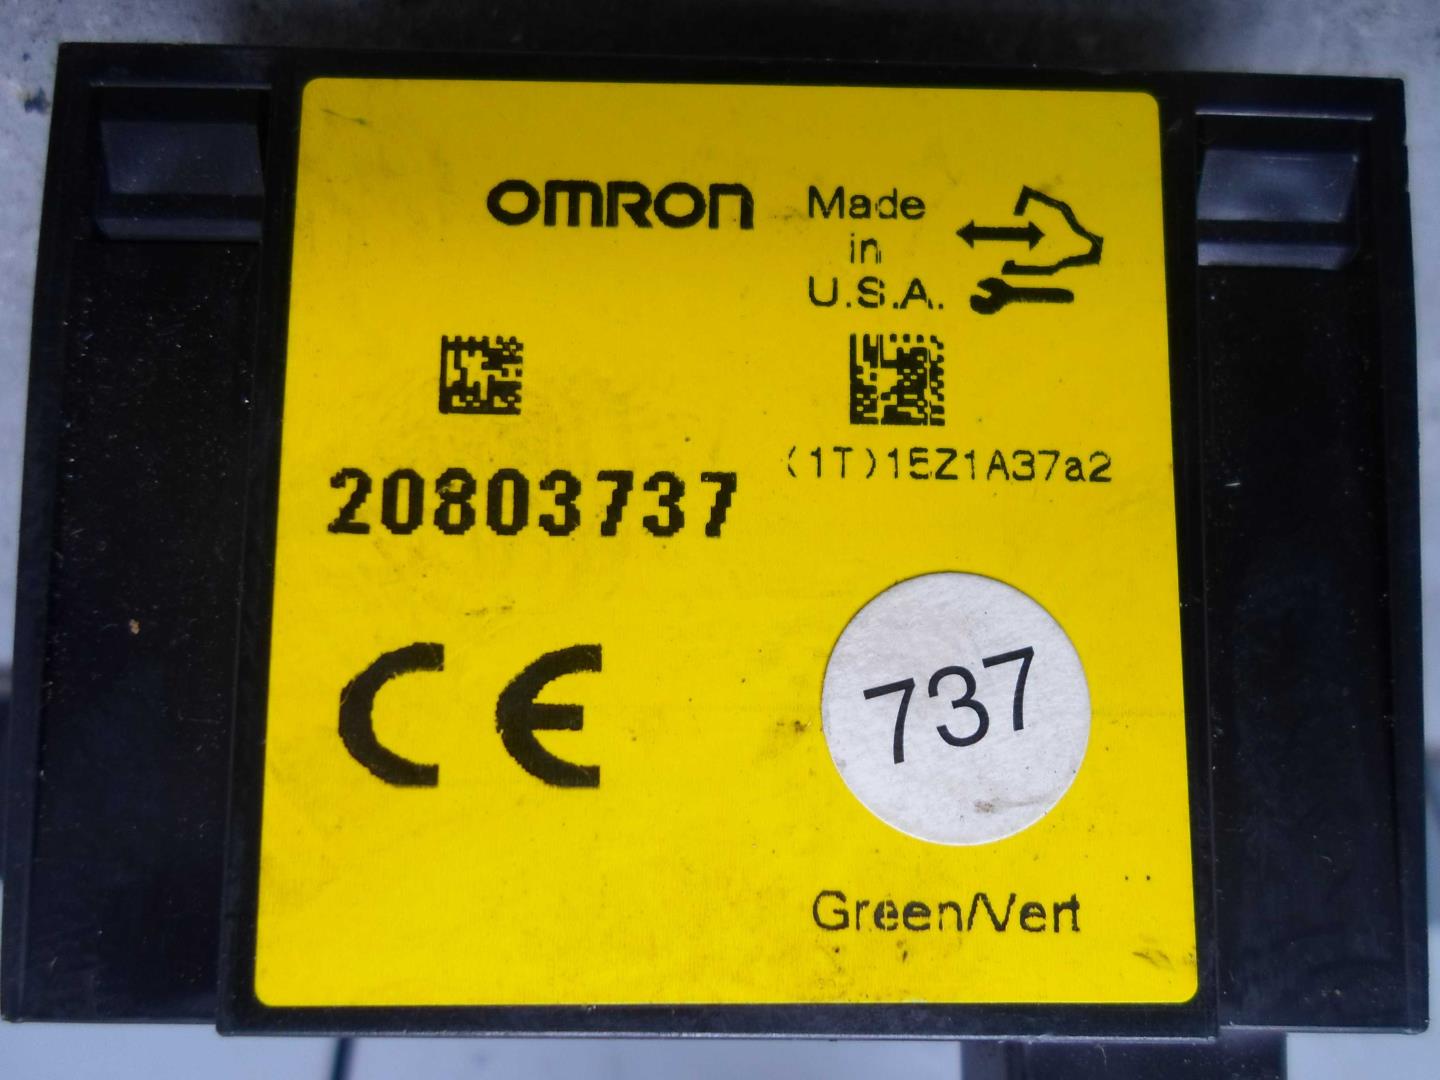 OMRON
Made
in
U.S.A.
(1T)15Z1A37a2
20803737
CE
737
Green/Vert